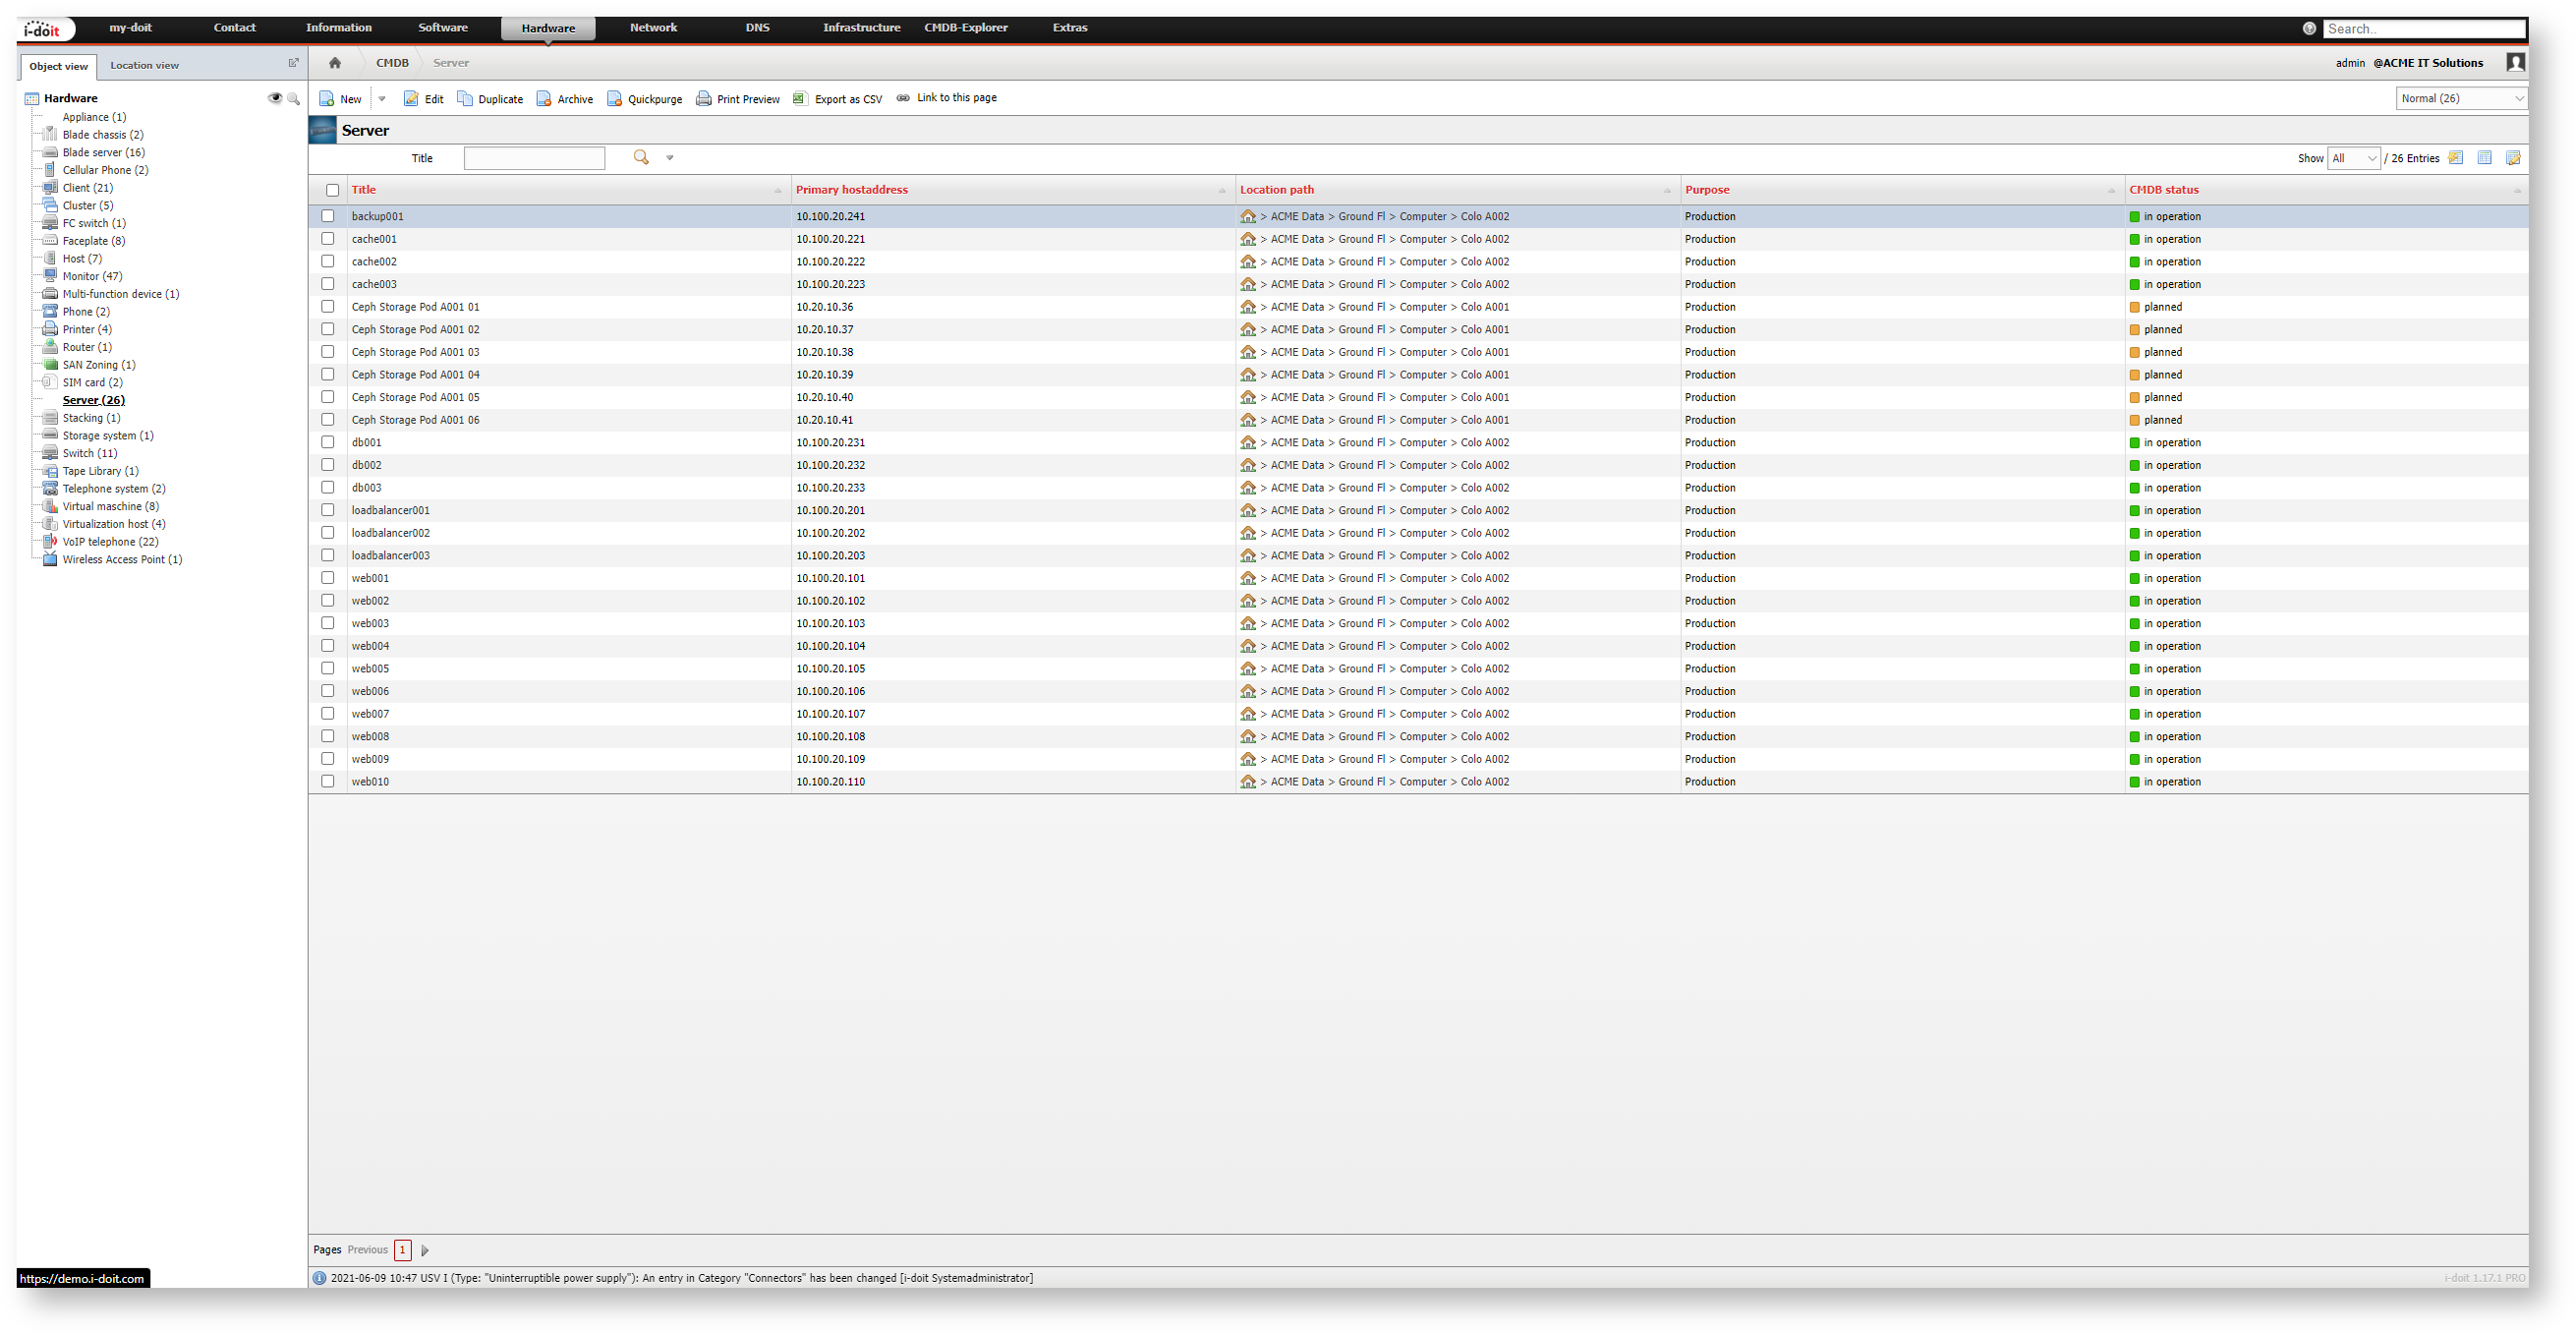 i-doit my-doit Contact Information Software Hardware Network DNS Infrastructure CMDB-Explorer Extras Search..
Object view Location view CMDB Server admin @ACME IT Solutions
Hardware
Appliance (1)
Blade chassis (2)
Blade server (16)
Cellular Phone (2)
Client (21)
Cluster (5)
FC switch (1)
Faceplate (8)
Host (7)
Monitor (47)
Multi-function device (1)
Phone (2)
Printer (4)
Router (1)
SAN Zoning (1)
SIM card (2)
Server (26)
Stacking (1)
Storage system (1)
Switch (11)
Tape Library (1)
Telephone system (2)
Virtual maschine (8)
Virtualization host (4)
VoIP telephone (22)
Wireless Access Point (1)
New Edit Duplicate Archive Quickpurge Print Preview Export as CSV Link to this page Normal (26)
Server
Title Show All / 26 Entries
Title Primary hostaddress Location path Purpose CMDB status
backup001 10.100.20.241 > ACME Data > Ground Fl > Computer > Colo A002 Production in operation
cache001 10.100.20.221 > ACME Data > Ground Fl > Computer > Colo A002 Production in operation
cache002 10.100.20.222 > ACME Data > Ground Fl > Computer > Colo A002 Production in operation
cache003 10.100.20.223 > ACME Data > Ground Fl > Computer > Colo A002 Production in operation
Ceph Storage Pod A001 01 10.20.10.36 > ACME Data > Ground Fl > Computer > Colo A001 Production planned
Ceph Storage Pod A001 02 10.20.10.37 > ACME Data > Ground Fl > Computer > Colo A001 Production planned
Ceph Storage Pod A001 03 10.20.10.38 > ACME Data > Ground Fl > Computer > Colo A001 Production planned
Ceph Storage Pod A001 04 10.20.10.39 > ACME Data > Ground Fl > Computer > Colo A001 Production planned
Ceph Storage Pod A001 05 10.20.10.40 > ACME Data > Ground Fl > Computer > Colo A001 Production planned
Ceph Storage Pod A001 06 10.20.10.41 > ACME Data > Ground Fl > Computer > Colo A001 Production planned
db001 10.100.20.231 > ACME Data > Ground Fl > Computer > Colo A002 Production in operation
db002 10.100.20.232 > ACME Data > Ground Fl > Computer > Colo A002 Production in operation
db003 10.100.20.233 > ACME Data > Ground Fl > Computer > Colo A002 Production in operation
loadbalancer001 10.100.20.201 > ACME Data > Ground Fl > Computer > Colo A002 Production in operation
loadbalancer002 10.100.20.202 > ACME Data > Ground Fl > Computer > Colo A002 Production in operation
loadbalancer003 10.100.20.203 > ACME Data > Ground Fl > Computer > Colo A002 Production in operation
web001 10.100.20.101 > ACME Data > Ground Fl > Computer > Colo A002 Production in operation
web002 10.100.20.102 > ACME Data > Ground Fl > Computer > Colo A002 Production in operation
web003 10.100.20.103 > ACME Data > Ground Fl > Computer > Colo A002 Production in operation
web004 10.100.20.104 > ACME Data > Ground Fl > Computer > Colo A002 Production in operation
web005 10.100.20.105 > ACME Data > Ground Fl > Computer > Colo A002 Production in operation
web006 10.100.20.106 > ACME Data > Ground Fl > Computer > Colo A002 Production in operation
web007 10.100.20.107 > ACME Data > Ground Fl > Computer > Colo A002 Production in operation
web008 10.100.20.108 > ACME Data > Ground Fl > Computer > Colo A002 Production in operation
web009 10.100.20.109 > ACME Data > Ground Fl > Computer > Colo A002 Production in operation
web010 10.100.20.110 > ACME Data > Ground Fl > Computer > Colo A002 Production in operation
Pages Previous 1
https://demo.i-doit.com 2021-06-09 10:47 USV I (Type: "Uninterruptible power supply"): An entry in Category "Connectors" has been changed [i-doit Systemadministrator] i-doit 1.17.1 PRO